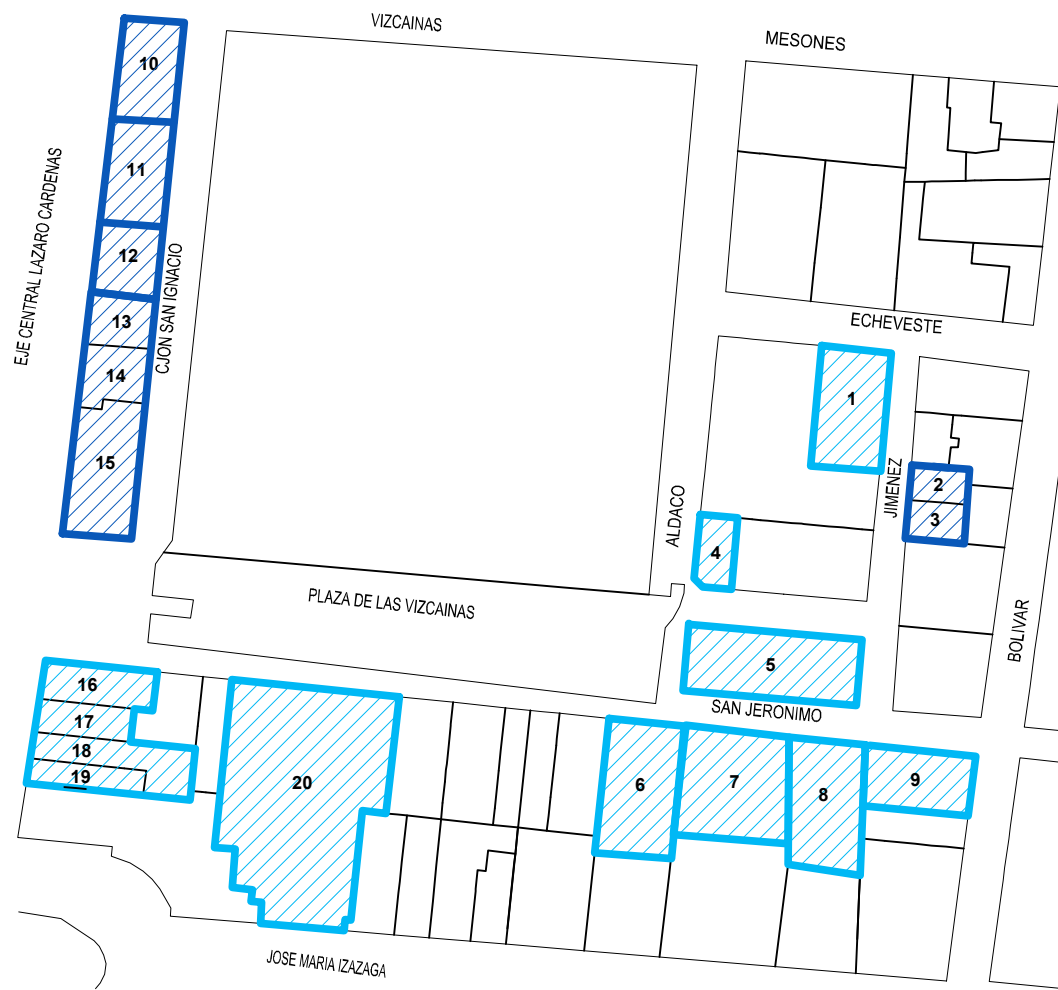 VIZCAINAS
MESONES
10
11
EJE CENTRAL LAZARO CARDENAS
12
CJON SAN IGNACIO
13
14
15
ECHEVESTE
1
JIMENEZ
2
3
ALDACO
4
PLAZA DE LAS VIZCAINAS
BOLIVAR
5
SAN JERONIMO
16
17
18
19
20
6
7
8
9
JOSE MARIA IZAZAGA